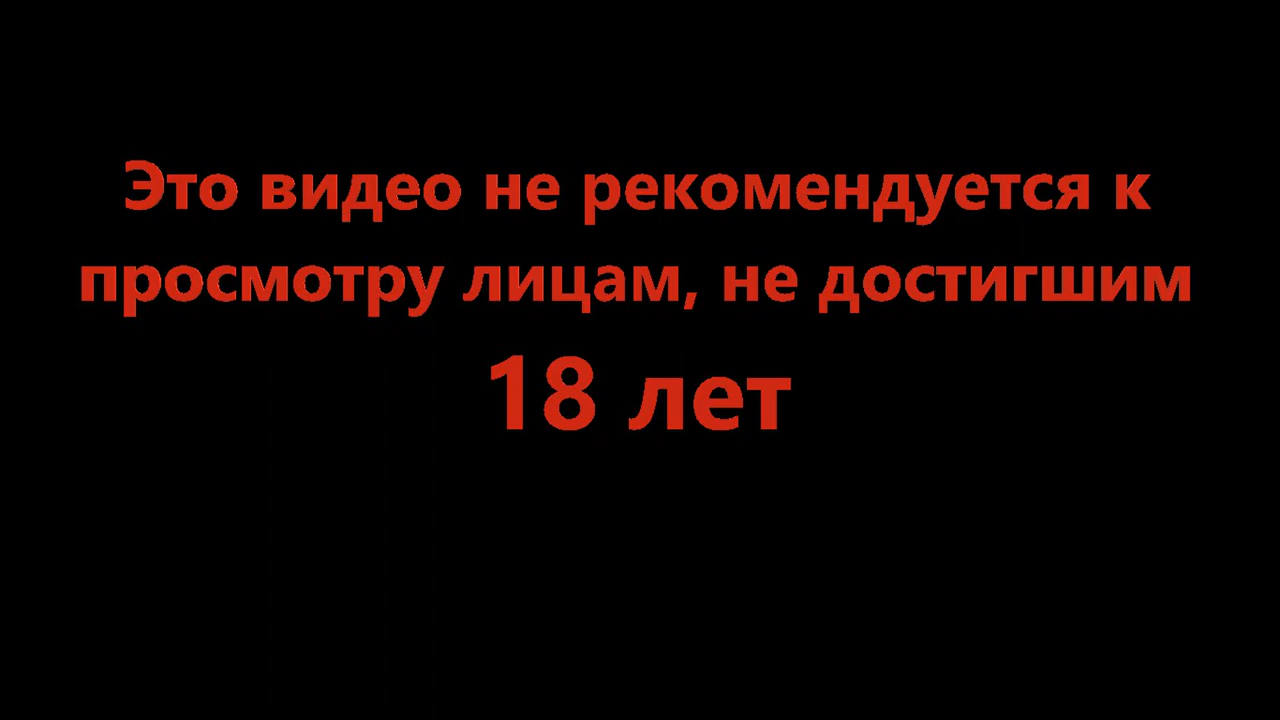 Это видео не рекомендуется к
просмотру лицам, не достигшим
18 лет